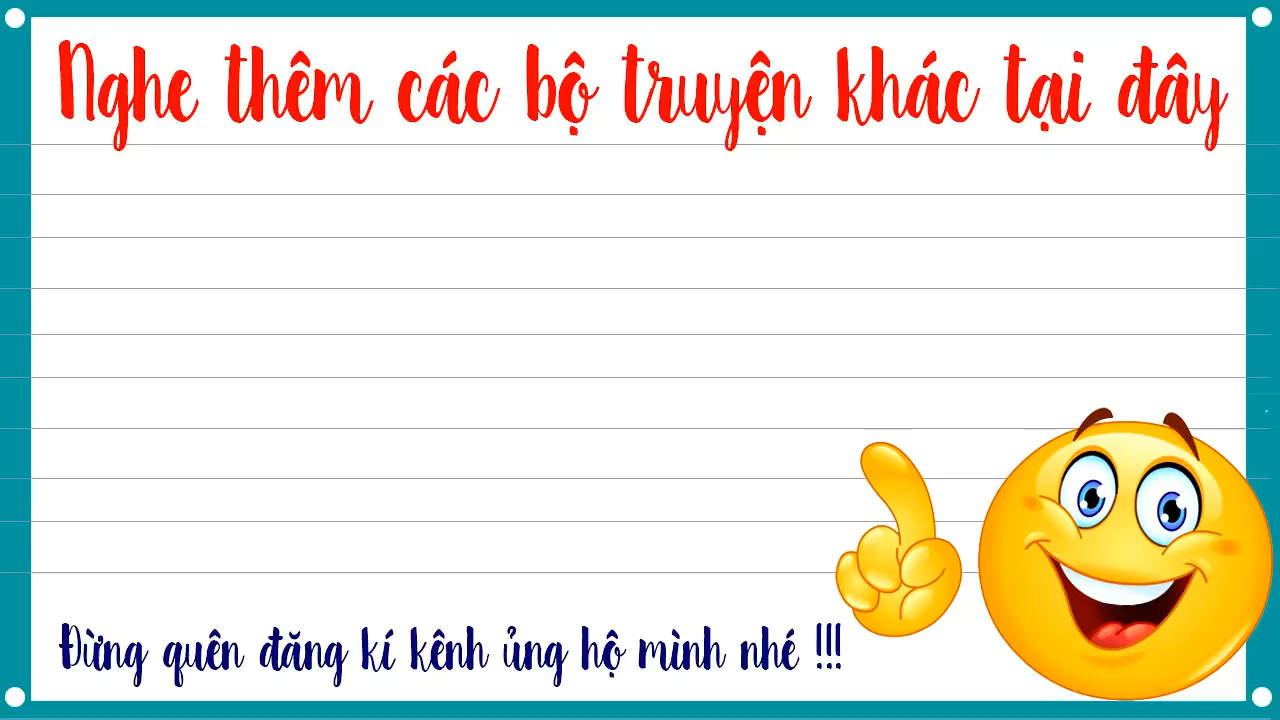 Nghe thêm các bộ truyện khác tại đây
Đừng quên đăng kí kênh ủng hộ mình nhé !!!